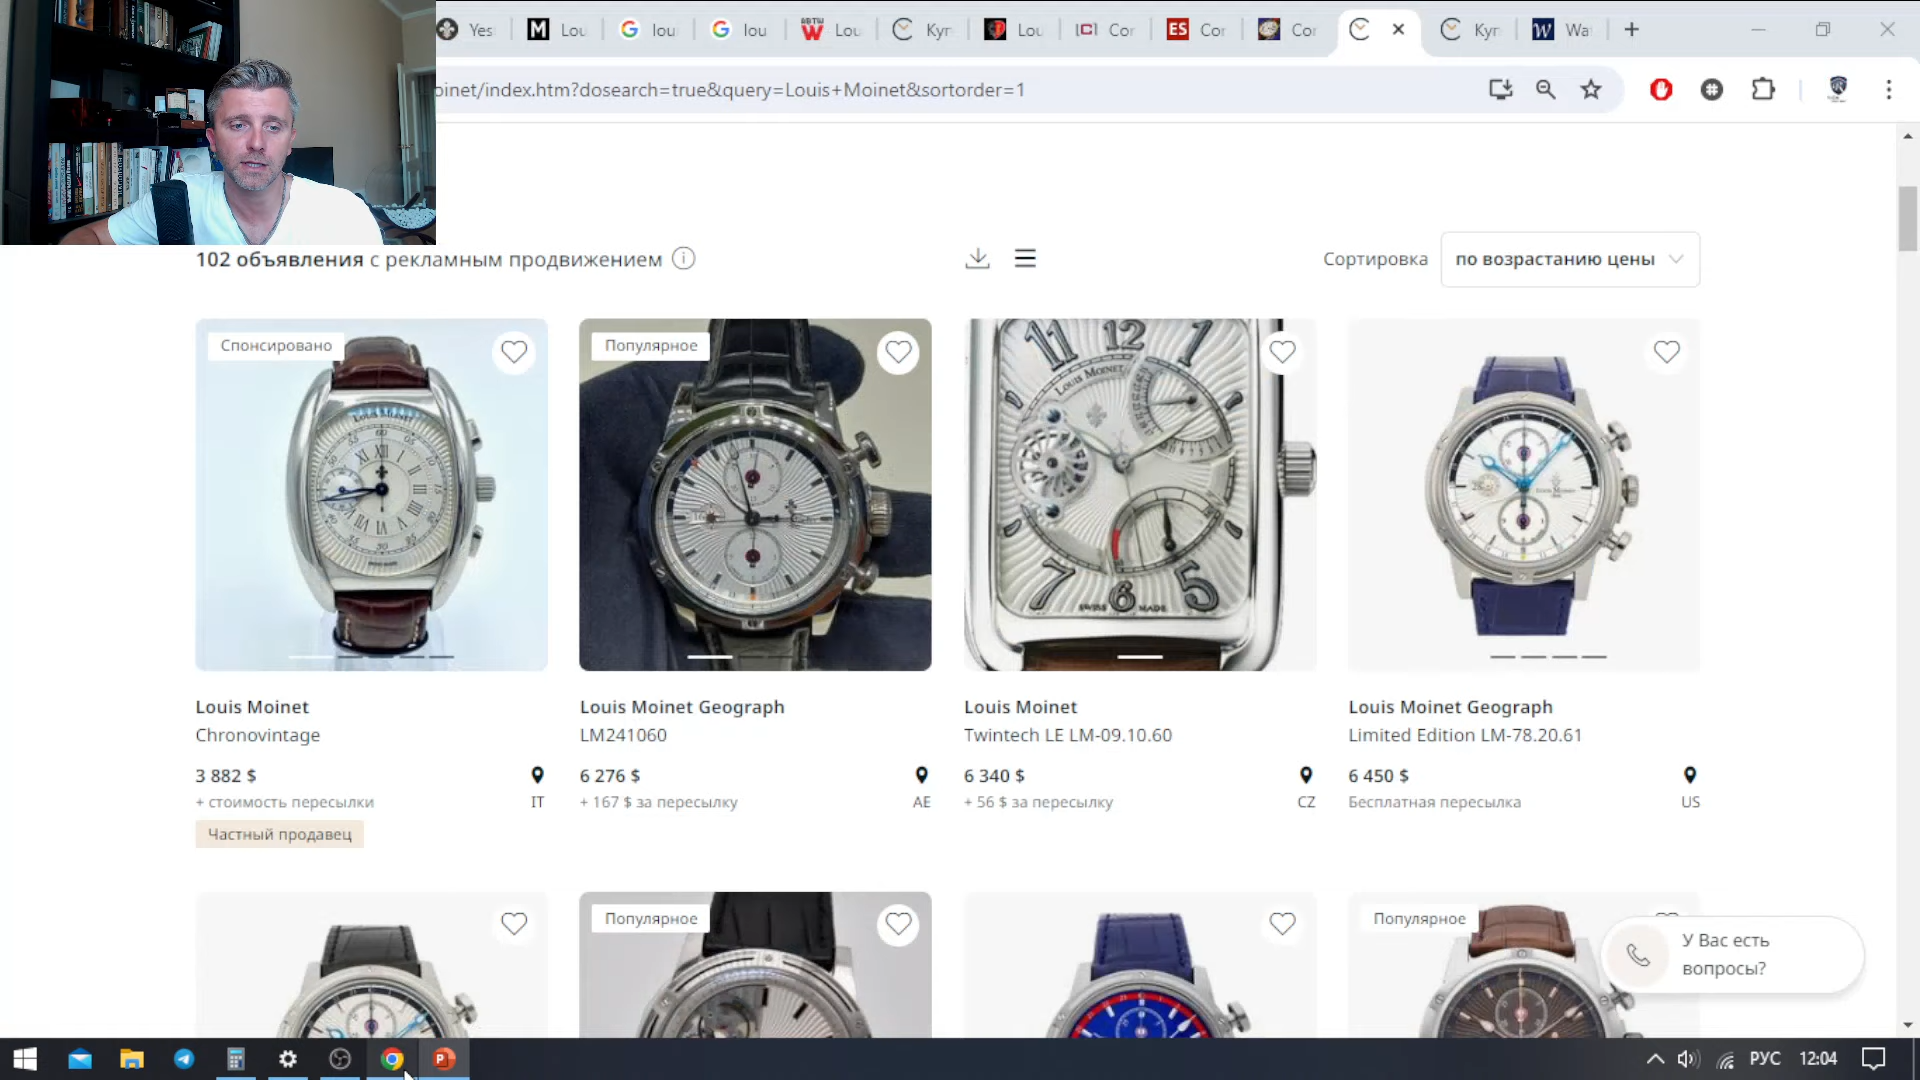 Yes
Lou
lou
lou
Lou
Куп
Lou
Cor
ES
Cor
Cor
Куп
W
Wa
oinet/index.htm?dosearch=true&query=Louis+Moinet&sortorder=1
102 объявления с рекламным продвижением
Сортировка
по возрастанию цены
Спонсировано
Популярное
Louis Moinet
Chronovintage
3 882 $
+ стоимость пересылки
IT
Частный продавец
Louis Moinet Geograph
LM241060
6 276 $
+ 167 $ за пересылку
AE
Louis Moinet
Twintech LE LM-09.10.60
6 340 $
+ 56 $ за пересылку
CZ
Louis Moinet Geograph
Limited Edition LM-78.20.61
6 450 $
Бесплатная пересылка
US
Популярное
Популярное
У Вас есть
вопросы?
РУС
12:04